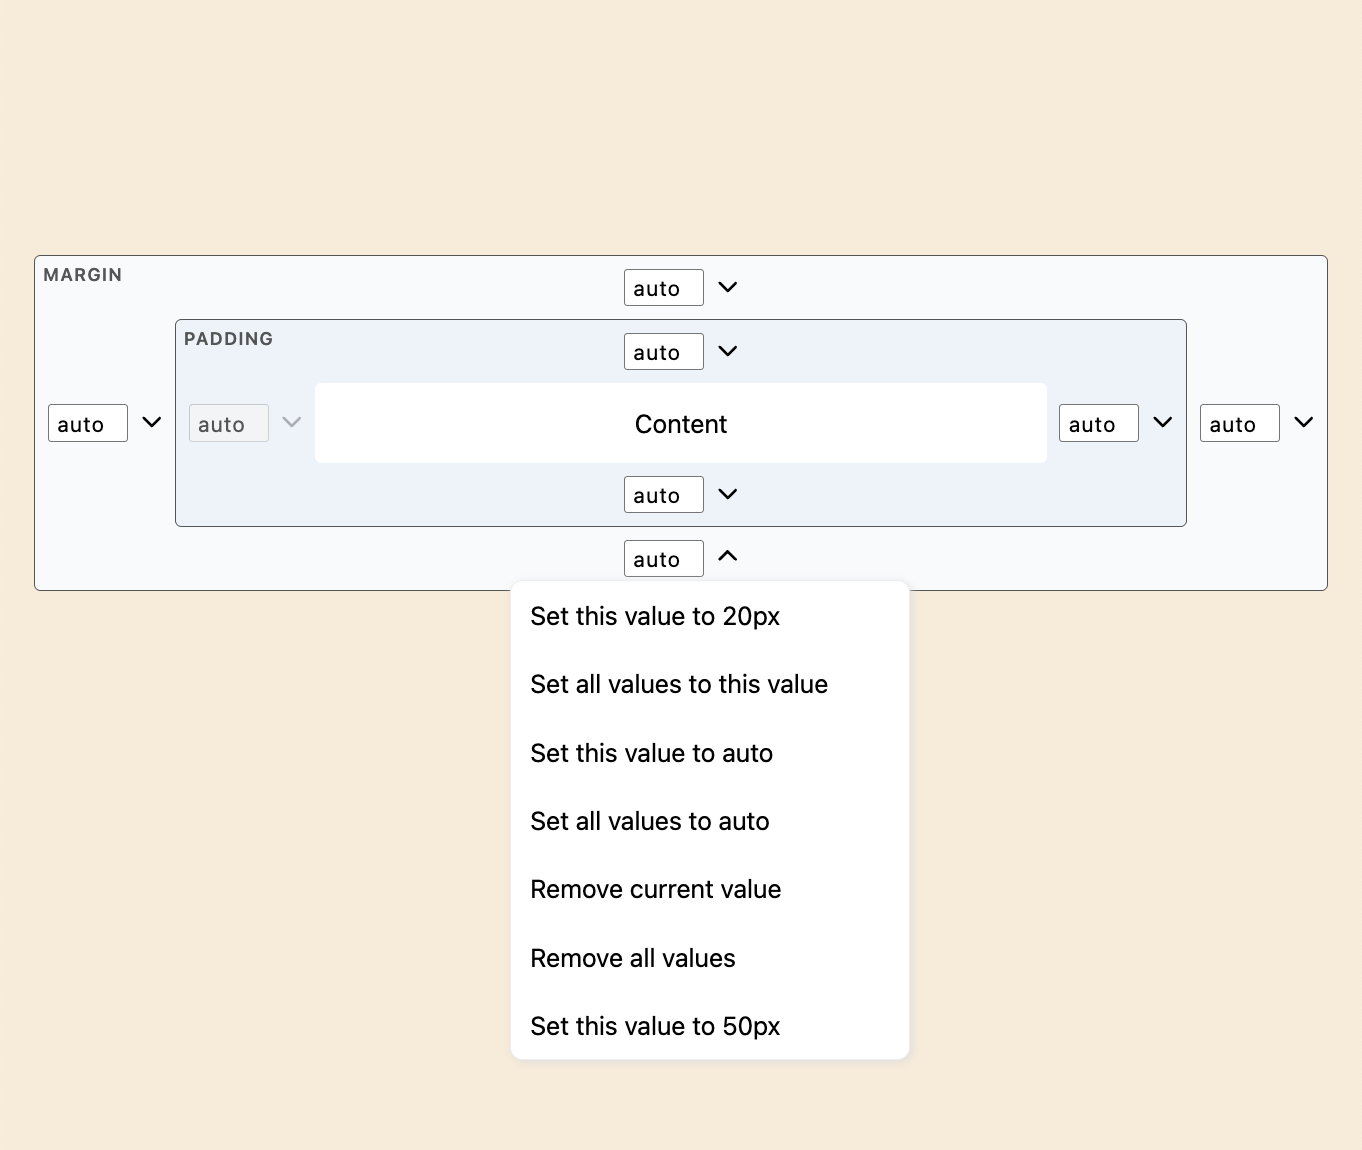 MARGIN
auto
PADDING
auto
auto
auto
Content
auto
auto
auto
auto
Set this value to 20px
Set all values to this value
Set this value to auto
Set all values to auto
Remove current value
Remove all values
Set this value to 50px